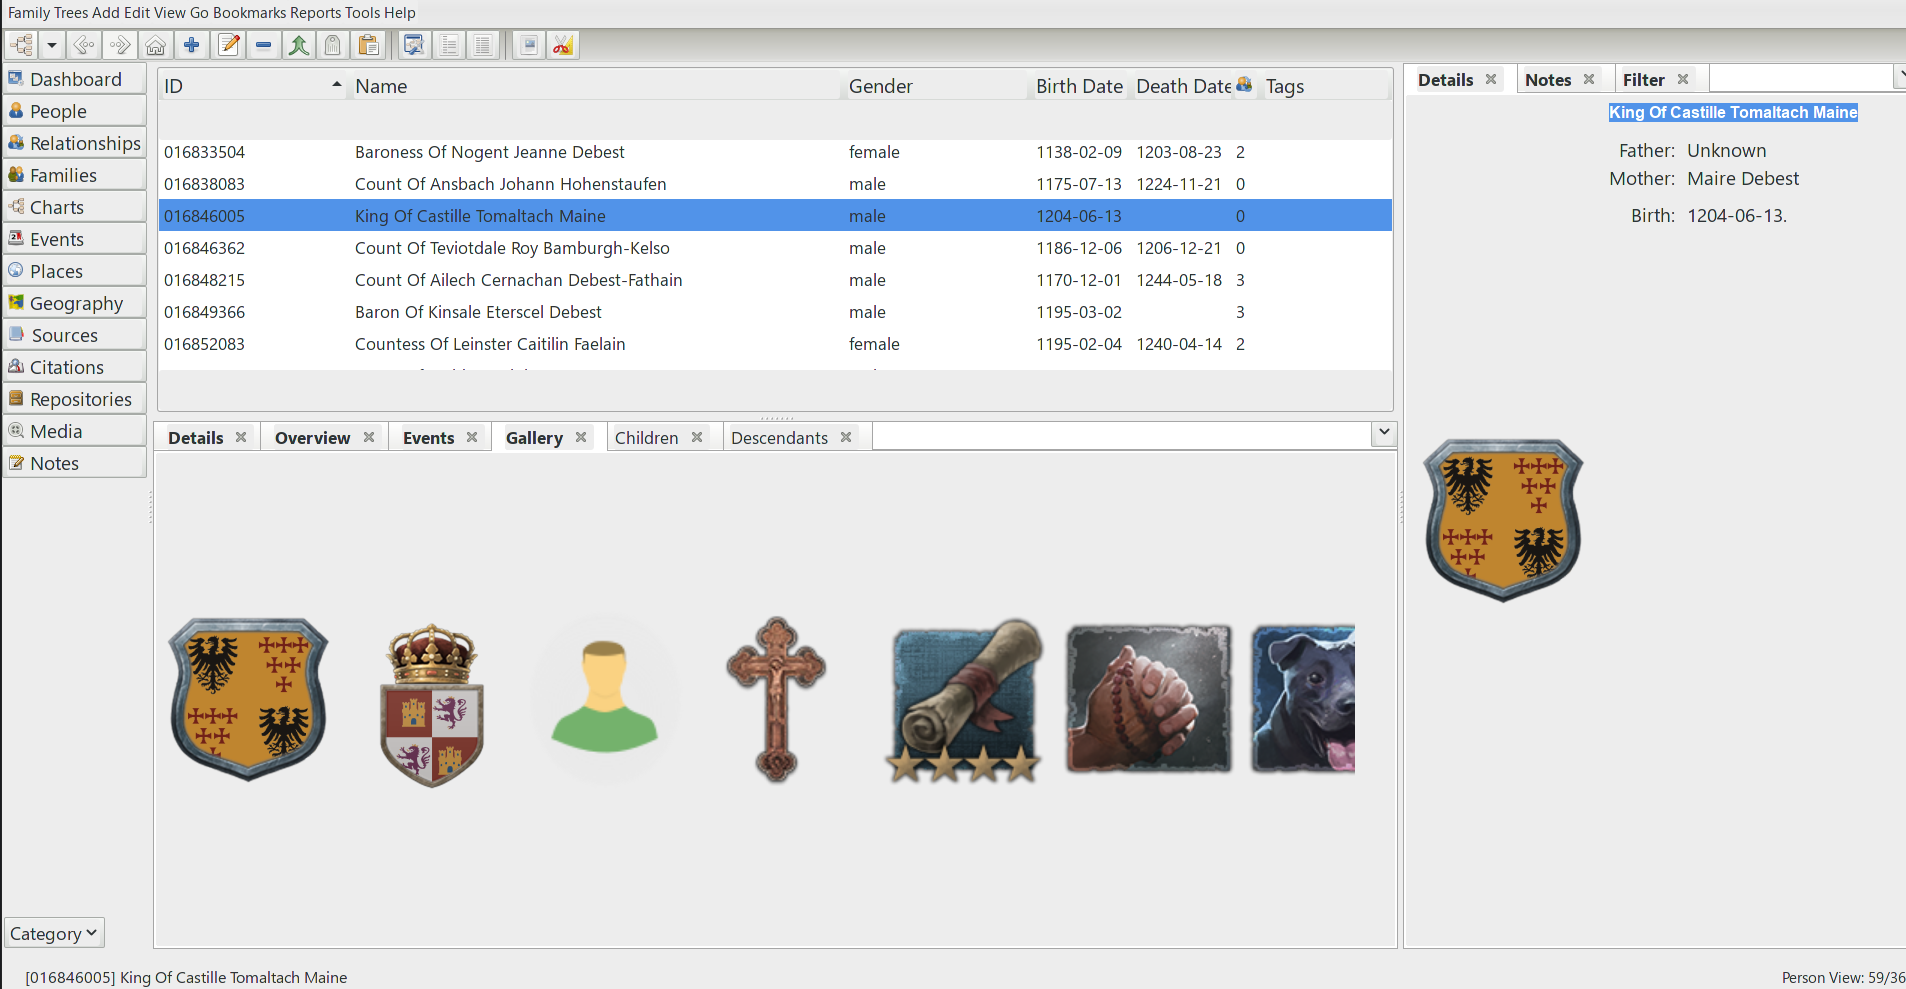 Family Trees Add Edit View Go Bookmarks Reports Tools Help
Dashboard
People
Relationships
Families
Charts
Events
Places
Geography
Sources
Citations
Repositories
Media
Notes
Category
ID Name Gender Birth Date Death Date Tags
016833504 Baroness Of Nogent Jeanne Debest female 1138-02-09 1203-08-23 2
016838083 Count Of Ansbach Johann Hohenstaufen male 1175-07-13 1224-11-21 0
016846005 King Of Castille Tomaltach Maine male 1204-06-13 0
016846362 Count Of Teviotdale Roy Bamburgh-Kelso male 1186-12-06 1206-12-21 0
016848215 Count Of Ailech Cernachan Debest-Fathain male 1170-12-01 1244-05-18 3
016849366 Baron Of Kinsale Eterscel Debest male 1195-03-02 3
016852083 Countess Of Leinster Caitilin Faelain female 1195-02-04 1240-04-14 2
Details Overview Events Gallery Children Descendants
Details Notes Filter
King Of Castille Tomaltach Maine
Father: Unknown
Mother: Maire Debest
Birth: 1204-06-13.
[016846005] King Of Castille Tomaltach Maine
Person View: 59/36